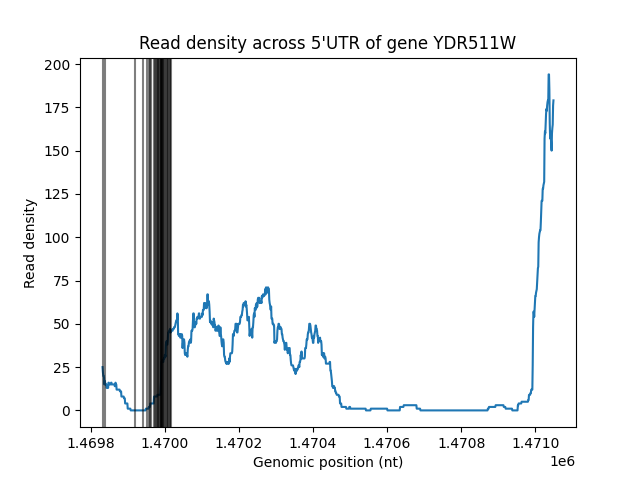 Read density across 5'UTR of gene YDR511W
200
175
150
125
100
75
50
25
0
Read density
1.4698 1.4700 1.4702 1.4704 1.4706 1.4708 1.4710
1e6
Genomic position (nt)